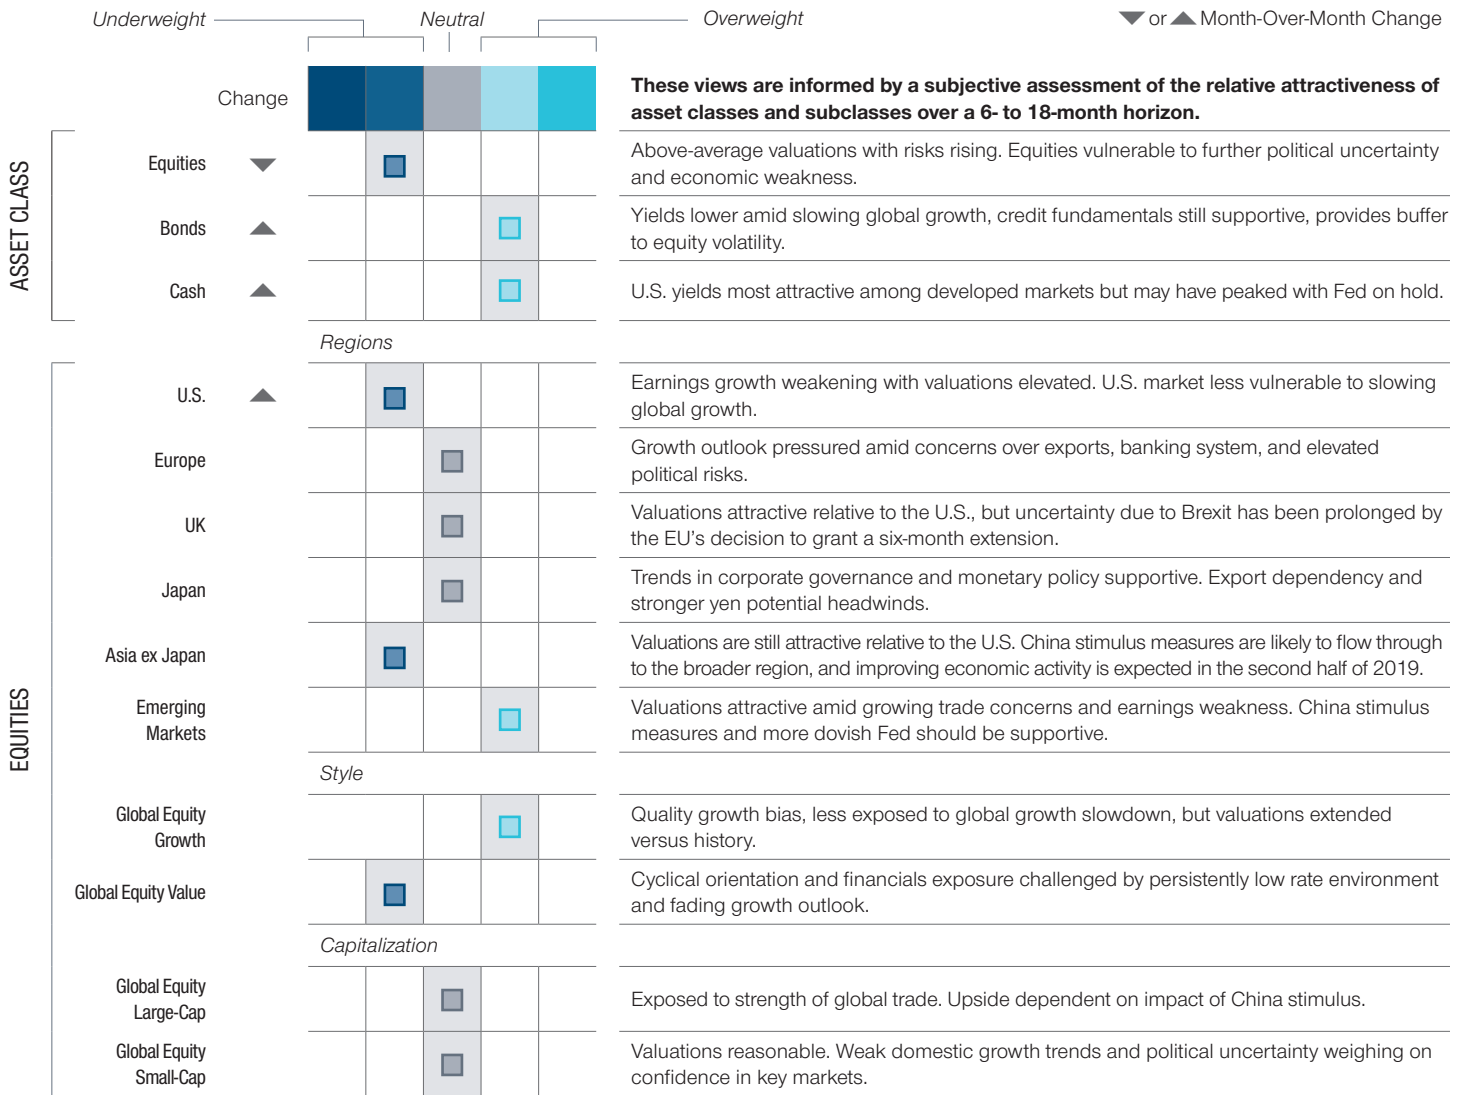 Underweight
Neutral
Overweight
or Month-Over-Month Change
Change
These views are informed by a subjective assessment of the relative attractiveness of
asset classes and subclasses over a 6- to 18-month horizon.
ASSET CLASS
Equities
Above-average valuations with risks rising. Equities vulnerable to further political uncertainty
and economic weakness.
Bonds
Yields lower amid slowing global growth, credit fundamentals still supportive, provides buffer
to equity volatility.
Cash
U.S. yields most attractive among developed markets but may have peaked with Fed on hold.
Regions
EQUITIES
U.S.
Earnings growth weakening with valuations elevated. U.S. market less vulnerable to slowing
global growth.
Europe
Growth outlook pressured amid concerns over exports, banking system, and elevated
political risks.
UK
Valuations attractive relative to the U.S., but uncertainty due to Brexit has been prolonged by
the EU's decision to grant a six-month extension.
Japan
Trends in corporate governance and monetary policy supportive. Export dependency and
stronger yen potential headwinds.
Asia ex Japan
Valuations are still attractive relative to the U.S. China stimulus measures are likely to flow through
to the broader region, and improving economic activity is expected in the second half of 2019.
Emerging
Markets
Valuations attractive amid growing trade concerns and earnings weakness. China stimulus
measures and more dovish Fed should be supportive.
Style
Global Equity
Growth
Quality growth bias, less exposed to global growth slowdown, but valuations extended
versus history.
Global Equity Value
Cyclical orientation and financials exposure challenged by persistently low rate environment
and fading growth outlook.
Capitalization
Global Equity
Large-Cap
Exposed to strength of global trade. Upside dependent on impact of China stimulus.
Global Equity
Small-Cap
Valuations reasonable. Weak domestic growth trends and political uncertainty weighing on
confidence in key markets.